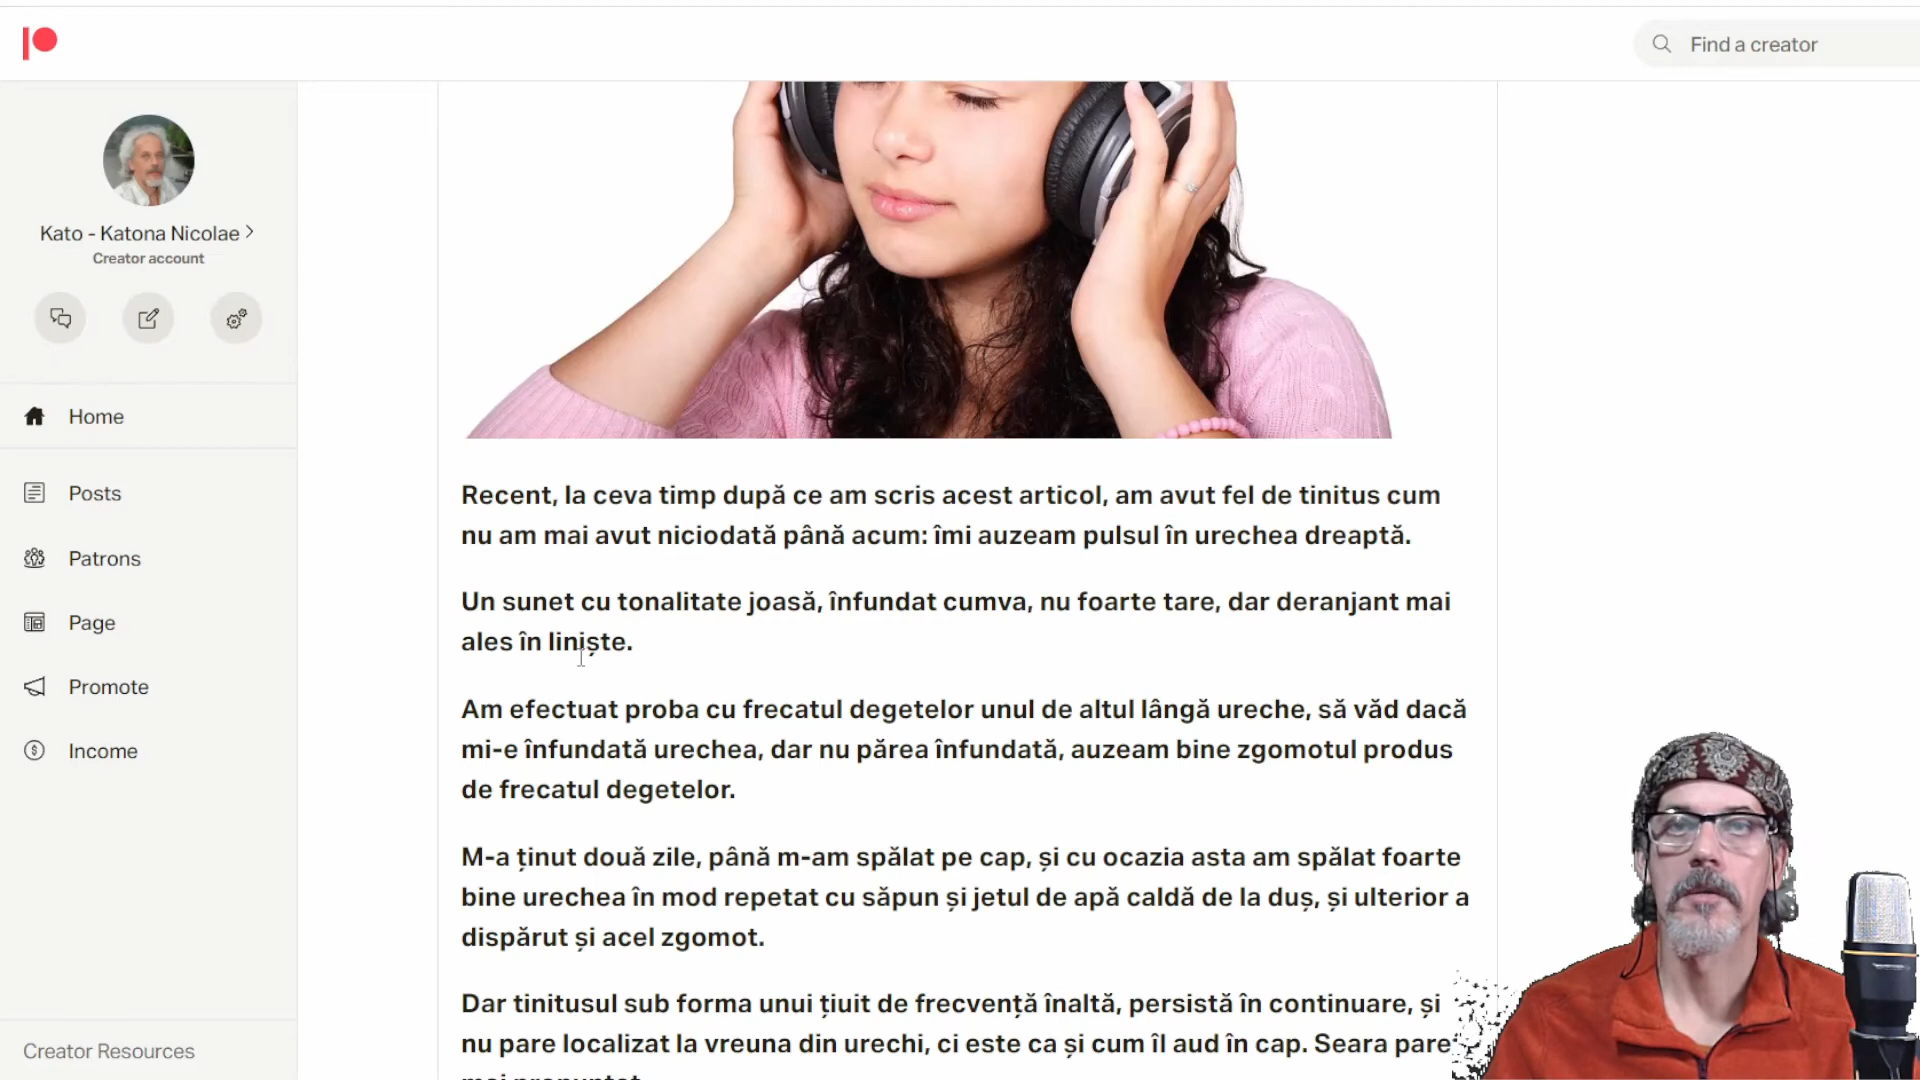 Find a creator
Kato - Katona Nicolae
Creator account
Home
Posts
Patrons
Page
Promote
Income
Creator Resources
Recent, la ceva timp după ce am scris acest articol, am avut fel de tinitus cum
nu am mai avut niciodată până acum: îmi auzeam pulsul în urechea dreaptă.
Un sunet cu tonalitate joasă, înfundat cumva, nu foarte tare, dar deranjant mai
ales în liniște.
Am efectuat proba cu frecatul degetelor unul de altul lângă ureche, să văd dacă
mi-e înfundată urechea, dar nu părea înfundată, auzeam bine zgomotul produs
de frecatul degetelor.
M-a ținut două zile, până m-am spălat pe cap, și cu ocazia asta am spălat foarte
bine urechea în mod repetat cu săpun și jetul de apă caldă de la duș, și ulterior a
dispărut și acel zgomot.
Dar tinitusul sub forma unui țiuit de frecvență înaltă, persistă în continuare, și
nu pare localizat la vreuna din urechi, ci este ca și cum îl aud în cap. Seara pare